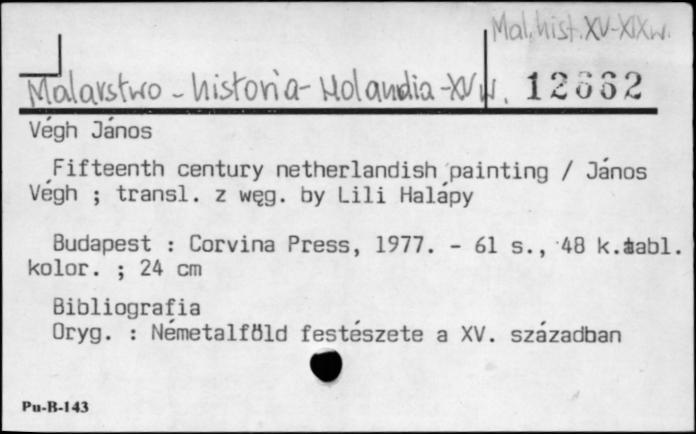 Mal. hist. XV-XIXw.
Malarstwo - historia - Holandia - XV w. 12662
Végh János
Fifteenth century netherlandish painting / János
Végh ; transl. z węg. by Lili Halápy
Budapest : Corvina Press, 1977. - 61 s., 48 k.tabl.
kolor. ; 24 cm
Bibliografia
Oryg. : Németalföld festészete a XV. században
Pu-B-143